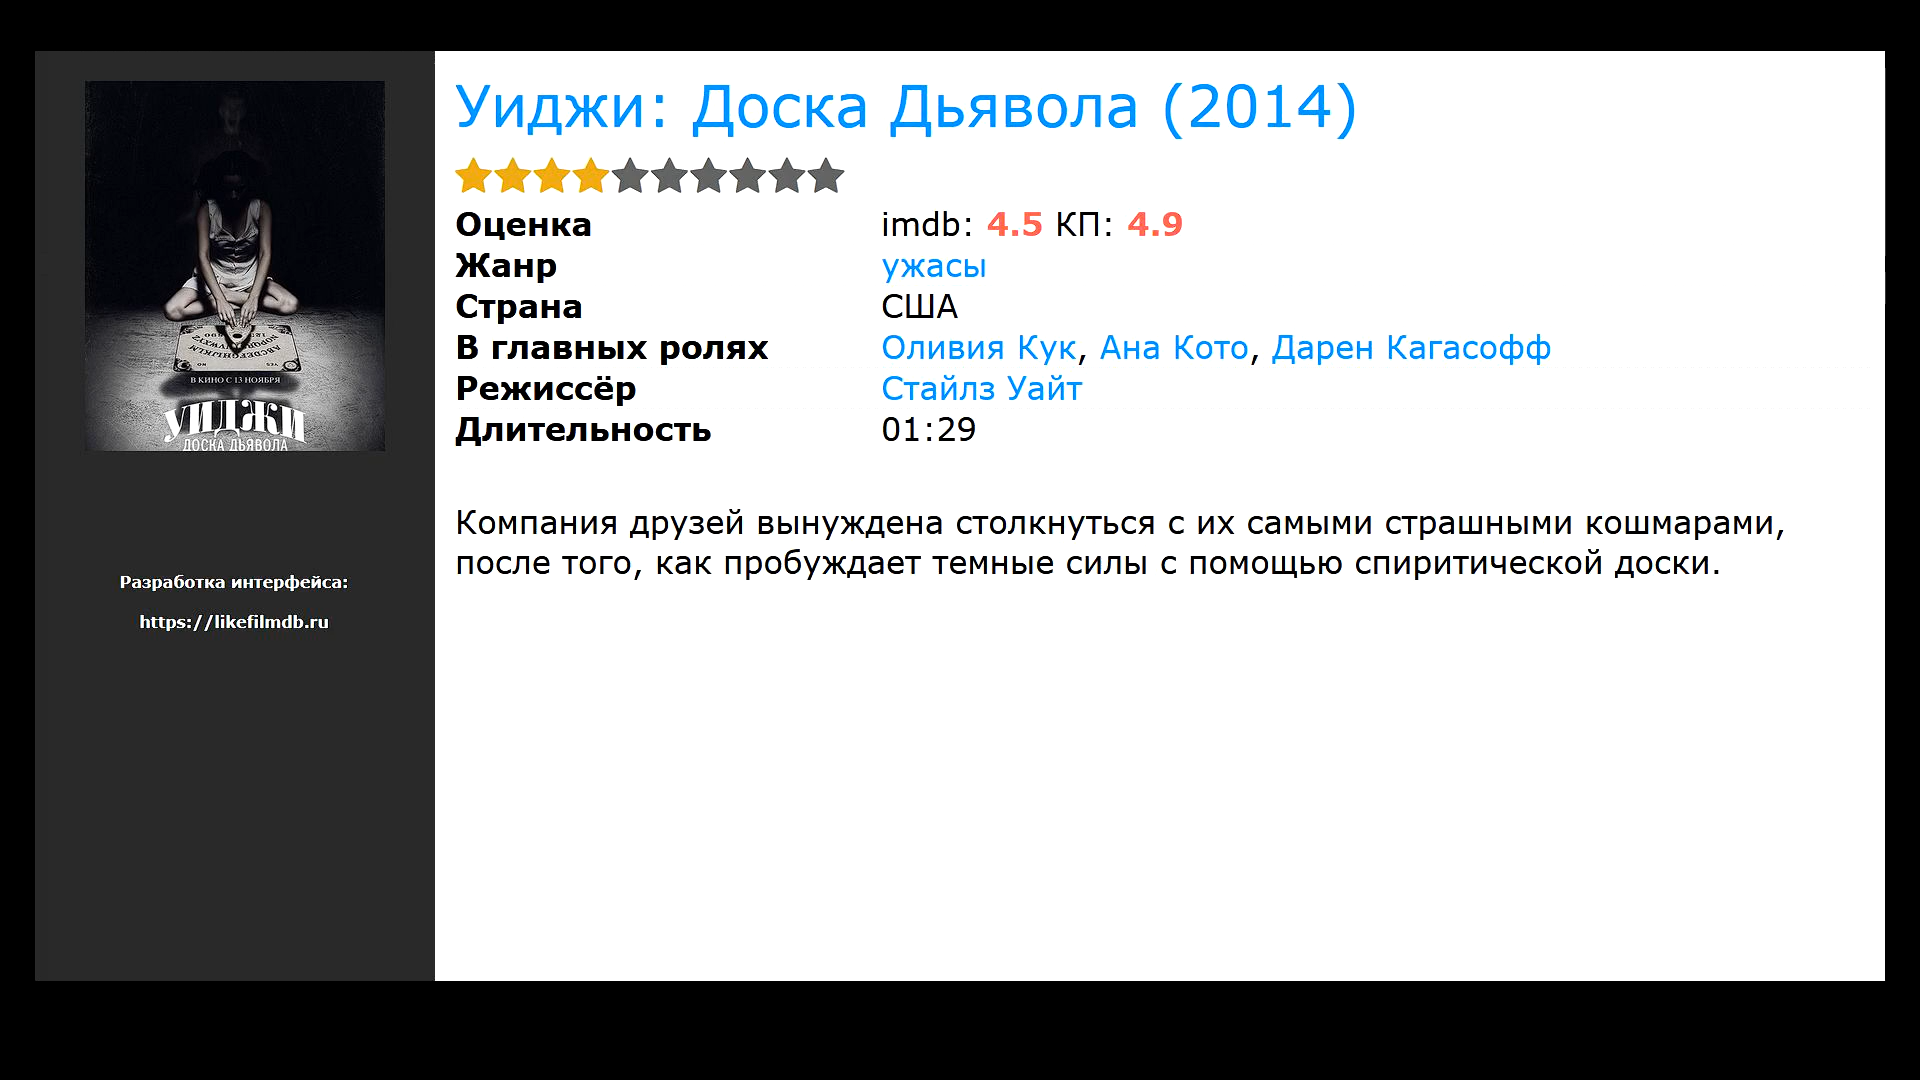 Уиджи: Доска Дьявола (2014)
Оценка imdb: 4.5 КП: 4.9
Жанр ужасы
Страна США
В главных ролях Оливия Кук, Ана Кото, Дарен Кагасофф
Режиссёр Стайлз Уайт
Длительность 01:29
Компания друзей вынуждена столкнуться с их самыми страшными кошмарами,
после того, как пробуждает темные силы с помощью спиритической доски.
В КИНО С 13 НОЯБРЯ
УИДЖИ
ДОСКА ДЬЯВОЛА
Разработка интерфейса:
https://likefilmdb.ru